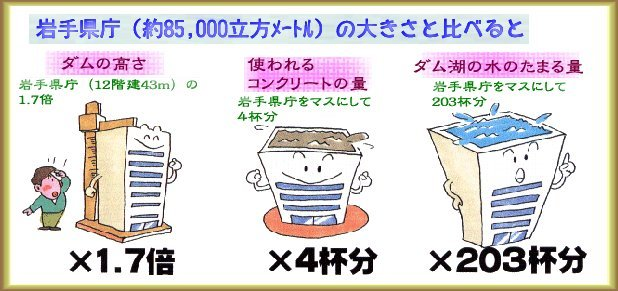 岩手県庁（約85,000立方ﾒｰﾄﾙ）の大きさと比べると
ダムの高さ
岩手県庁（12階建43m）の
1.7倍
×1.7倍
使われる
コンクリートの量
岩手県庁をマスにして
4杯分
×4杯分
ダム湖の水のたまる量
岩手県庁をマスにして
203杯分
×203杯分